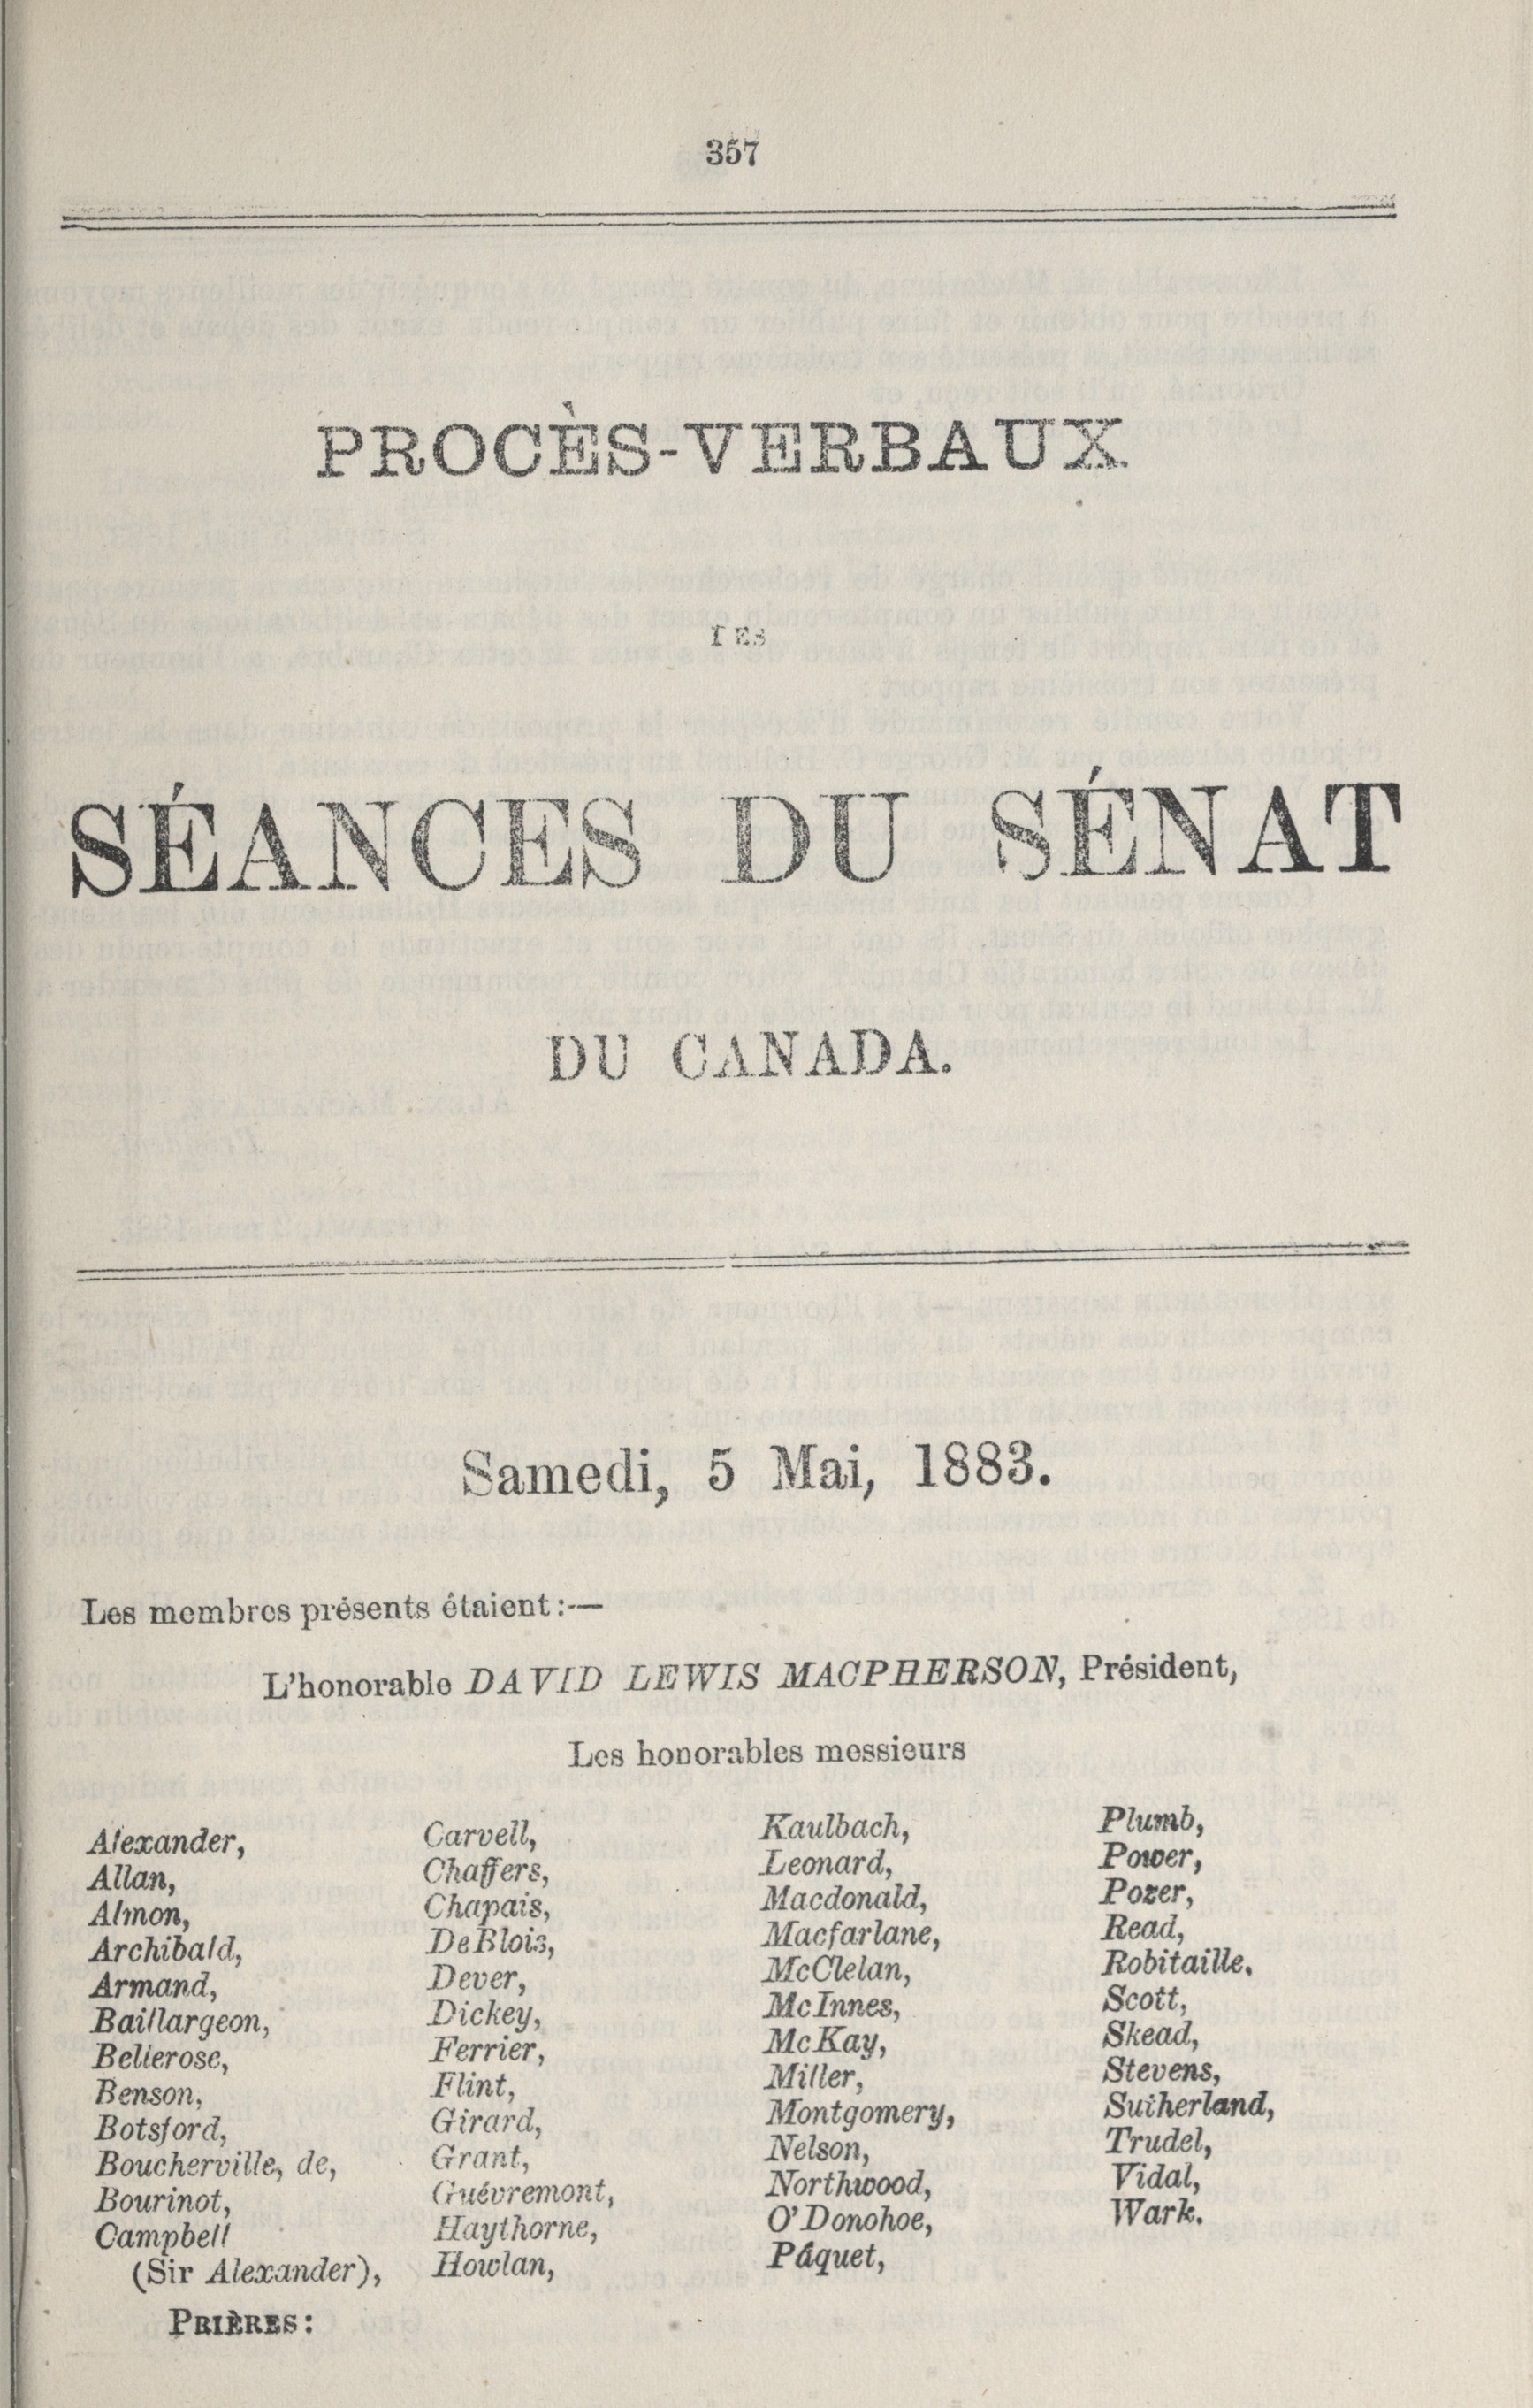 357
PROCÈS-VERBAUX
DES
SÉANCES DU SÉNAT
DU CANADA.
Samedi, 5 Mai, 1883.
Les membres présents étaient:—
L'honorable DAVID LEWIS MACPHERSON, Président,
Les honorables messieurs
Alexander,
Allan,
Almon,
Archibald,
Armand,
Baillargeon,
Bellerose,
Benson,
Botsford,
Boucherville, de,
Bourinot,
Campbell
(Sir Alexander),
Carvell,
Chaffers,
Chapais,
DeBlois,
Dever,
Dickey,
Ferrier,
Flint,
Girard,
Grant,
Guévremont,
Haythorne,
Howlan,
Kaulbach,
Leonard,
Macdonald,
Macfarlane,
McClelan,
McInnes,
McKay,
Miller,
Montgomery,
Nelson,
Northwood,
O'Donohoe,
Pâquet,
Plumb,
Power,
Pozer,
Read,
Robitaille.
Scott,
Skead,
Stevens,
Sutherland,
Trudel,
Vidal,
Wark.
PRIÈRES: